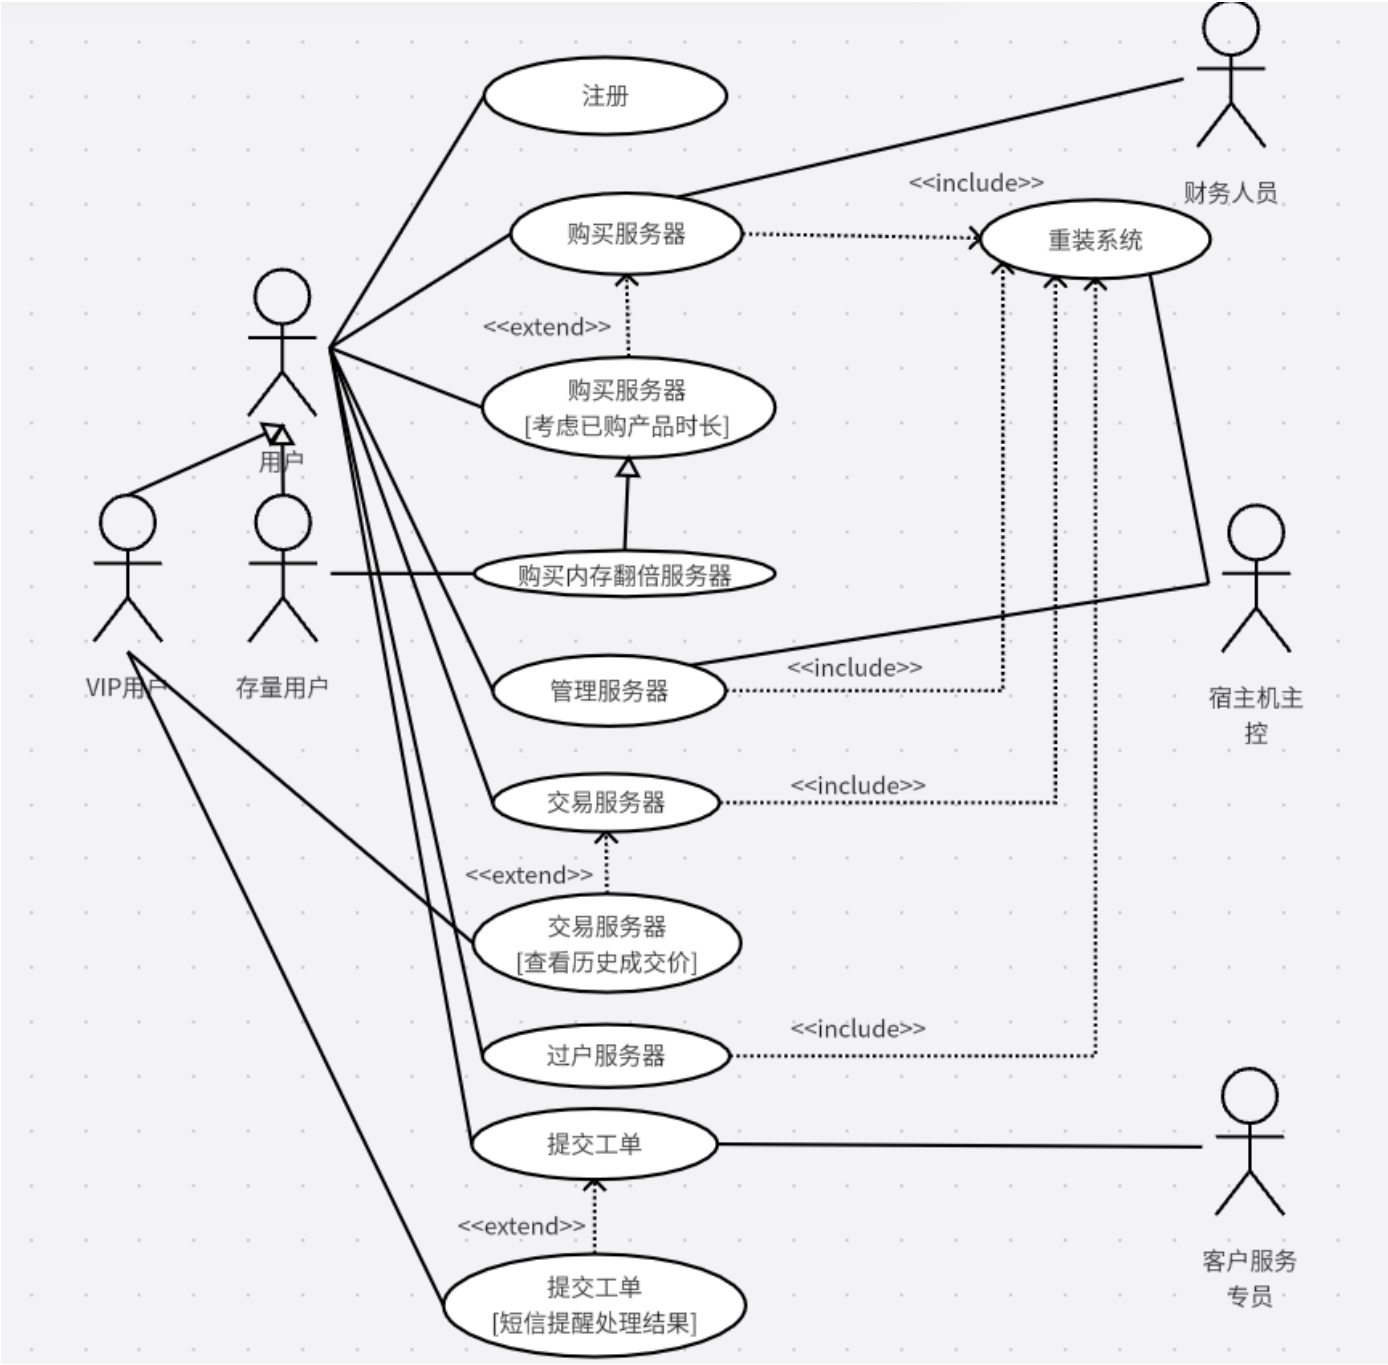 注册
<<include>>
财务人员
购买服务器
重装系统
<<extend>>
购买服务器
[考虑已购产品时长]
用户
购买内存翻倍服务器
VIP用户
存量用户
<<include>>
管理服务器
宿主机主
控
<<include>>
交易服务器
<<extend>>
交易服务器
[查看历史成交价]
<<include>>
过户服务器
提交工单
<<extend>>
客户服务
专员
提交工单
[短信提醒处理结果]